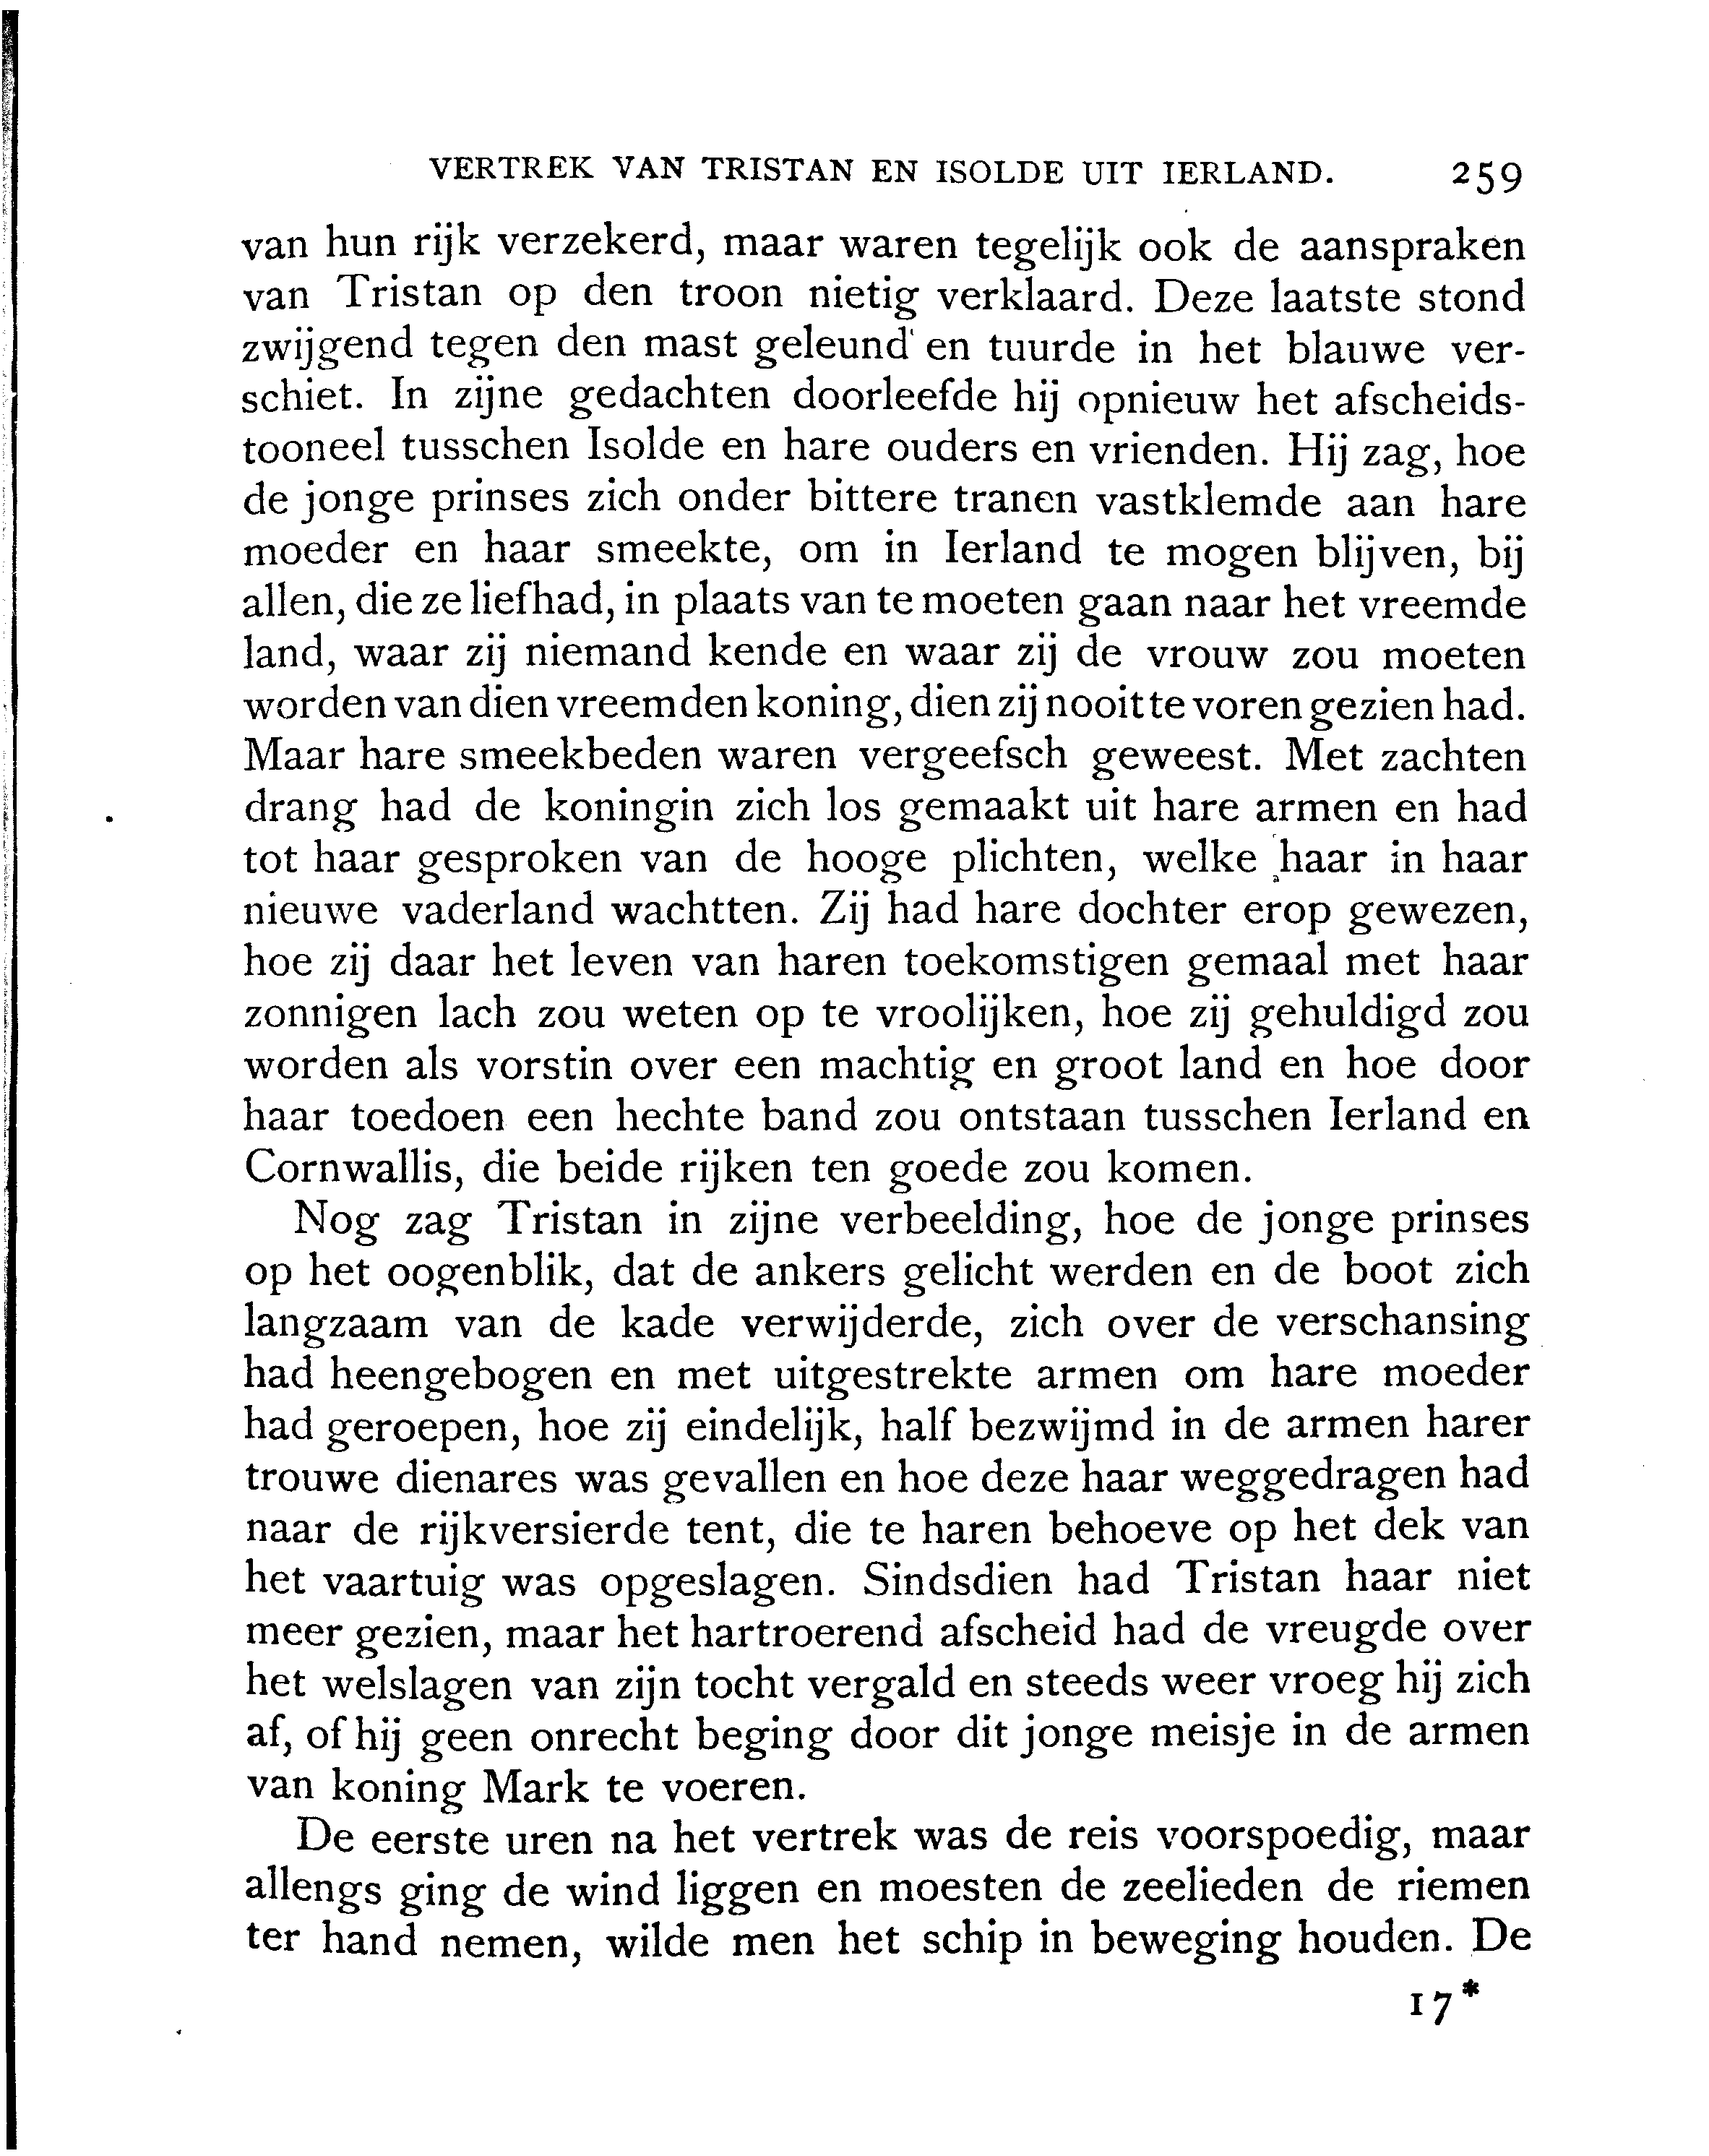 VERTREK VAN TRISTAN EN ISOLDE UIT IERLAND. 259
van hun rijk verzekerd, maar waren tegelijk ook de aanspraken
van Tristan op den troon nietig verklaard. Deze laatste stond
zwijgend tegen den mast geleund en tuurde in het blauwe ver-
schiet. In zijne gedachten doorleefde hij opnieuw het afscheids-
tooneel tusschen Isolde en hare ouders en vrienden. Hij zag, hoe
de jonge prinses zich onder bittere tranen vastklemde aan hare
moeder en haar smeekte, om in Ierland te mogen blijven, bij
allen, die ze liefhad, in plaats van te moeten gaan naar het vreemde
land, waar zij niemand kende en waar zij de vrouw zou moeten
worden van dien vreemden koning, dien zij nooit te voren gezien had.
Maar hare smeekbeden waren vergeefsch geweest. Met zachten
drang had de koningin zich los gemaakt uit hare armen en had
tot haar gesproken van de hooge plichten, welke haar in haar
nieuwe vaderland wachtten. Zij had hare dochter erop gewezen,
hoe zij daar het leven van haren toekomstigen gemaal met haar
zonnigen lach zou weten op te vroolijken, hoe zij gehuldigd zou
worden als vorstin over een machtig en groot land en hoe door
haar toedoen een hechte band zou ontstaan tusschen Ierland en
Cornwallis, die beide rijken ten goede zou komen.
Nog zag Tristan in zijne verbeelding, hoe de jonge prinses
op het oogenblik, dat de ankers gelicht werden en de boot zich
langzaam van de kade verwijderde, zich over de verschansing
had heengebogen en met uitgestrekte armen om hare moeder
had geroepen, hoe zij eindelijk, half bezwijmd in de armen harer
trouwe dienares was gevallen en hoe deze haar weggedragen had
naar de rijkversierde tent, die te haren behoeve op het dek van
het vaartuig was opgeslagen. Sindsdien had Tristan haar niet
meer gezien, maar het hartroerend afscheid had de vreugde over
het welslagen van zijn tocht vergald en steeds weer vroeg hij zich
af, of hij geen onrecht beging door dit jonge meisje in de armen
van koning Mark te voeren.
De eerste uren na het vertrek was de reis voorspoedig, maar
allengs ging de wind liggen en moesten de zeelieden de riemen
ter hand nemen, wilde men het schip in beweging houden. De
17*